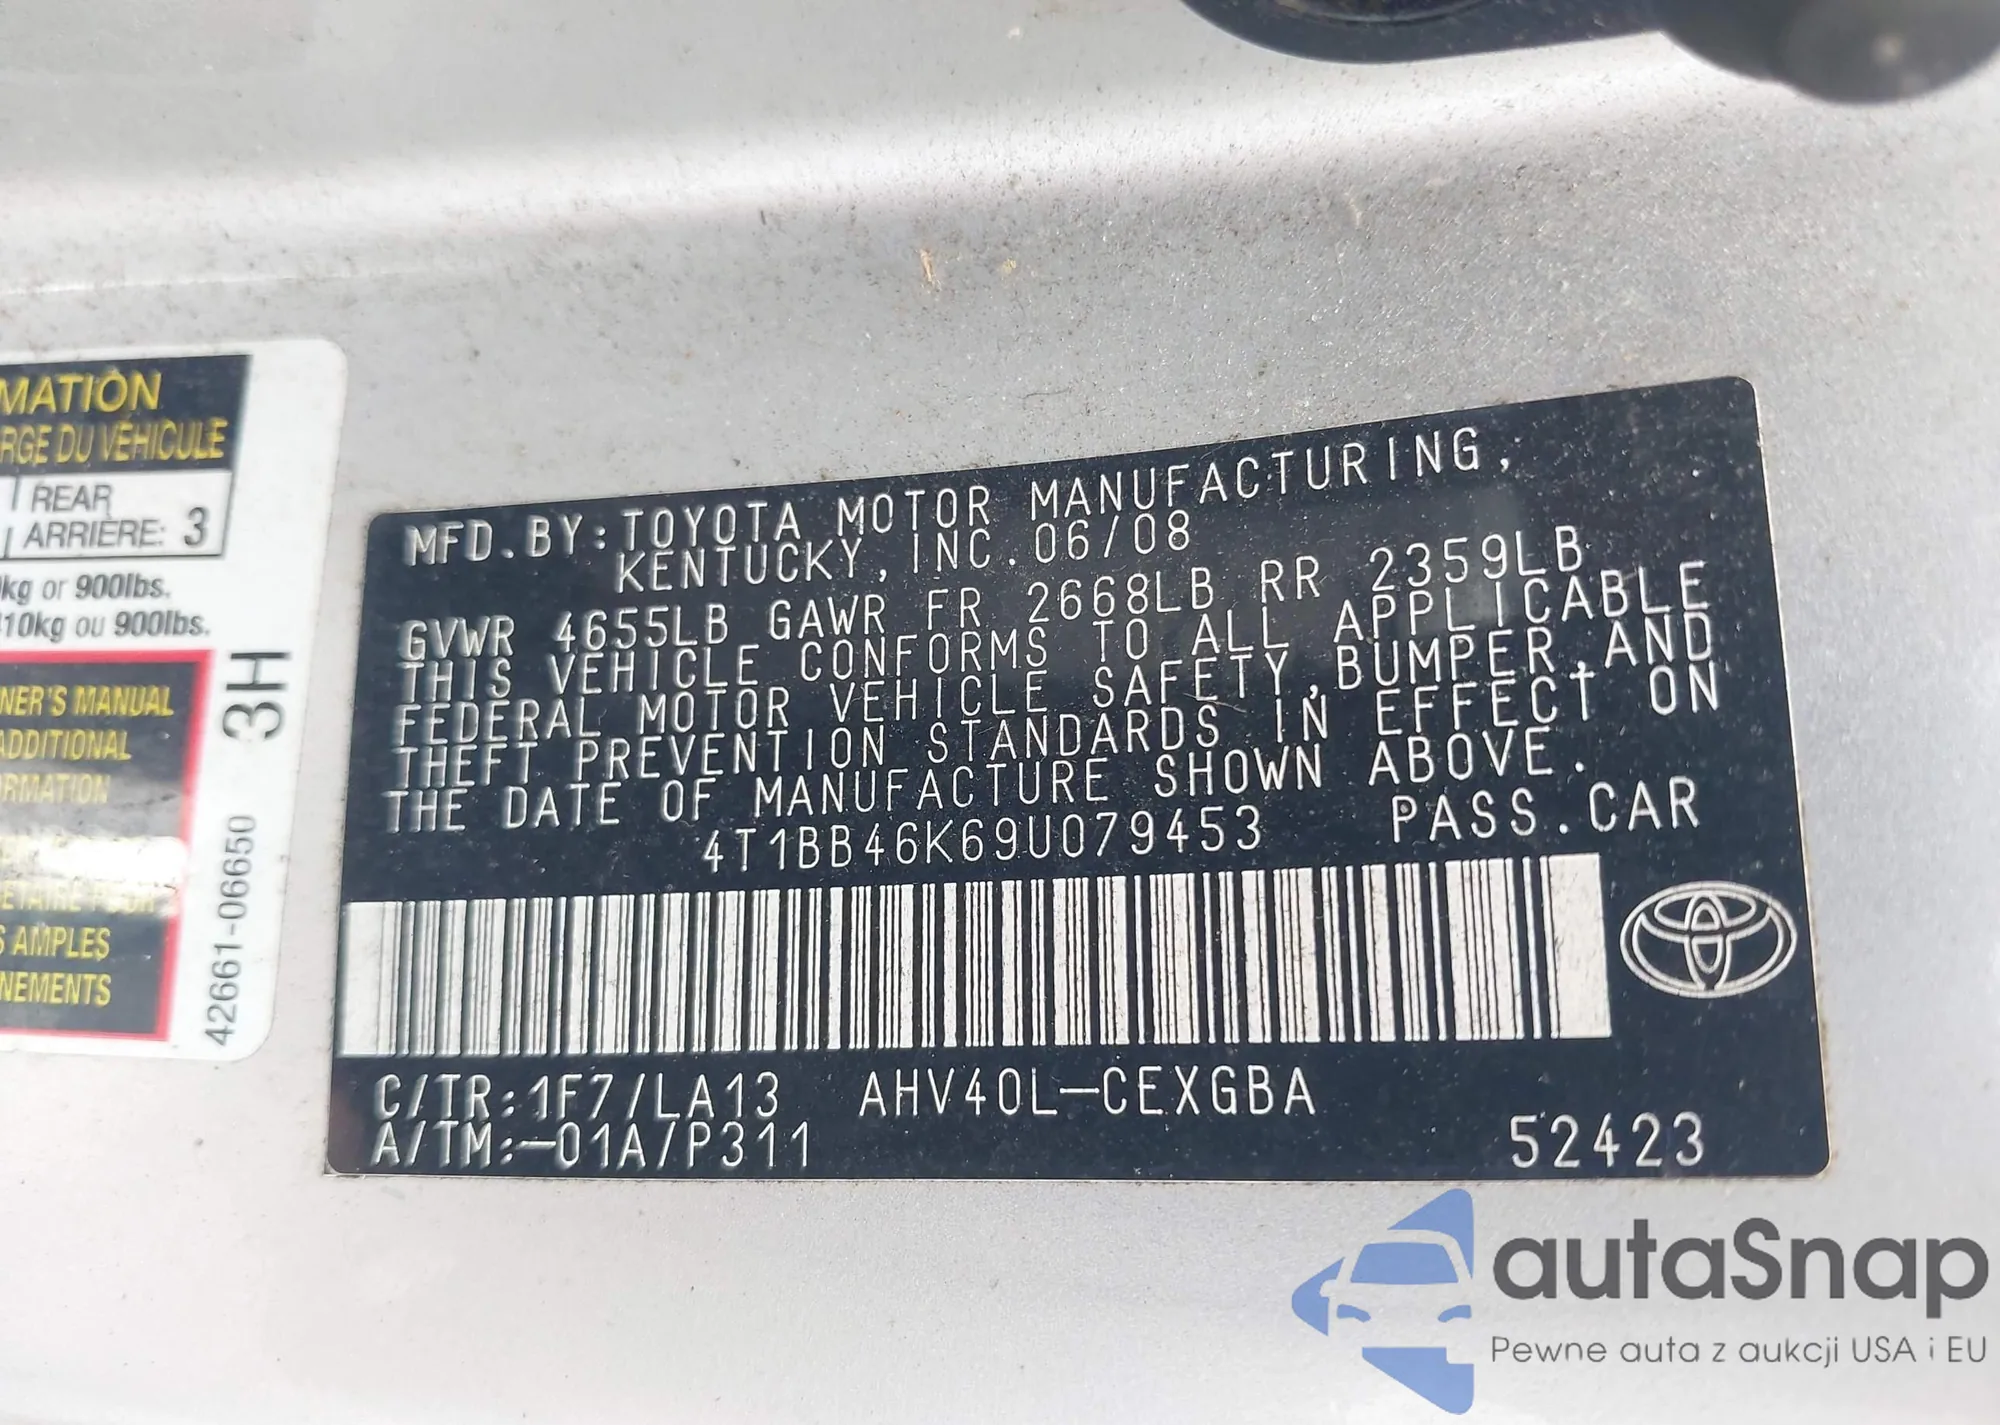 MATION
RGE DU VÉHICULE
REAR
ARRIÈRE: 3
kg or 900lbs.
10kg ou 900lbs.
NER'S MANUAL
ADDITIONAL
RMATION
S AMPLES
NEMENTS
3H
42661-06650
MFD. BY: TOYOTA MOTOR MANUFACTURING,
KENTUCKY, INC. 06/08
GVWR 4655LB GAWR FR 2668LB RR 2359LB
THIS VEHICLE CONFORMS TO ALL APPLICABLE
FEDERAL MOTOR VEHICLE SAFETY, BUMPER, AND
THEFT PREVENTION STANDARDS IN EFFECT ON
THE DATE OF MANUFACTURE SHOWN ABOVE.
4T1BB46K69U079453 PASS. CAR
C/TR: 1F7/LA13 AHV40L-CEXGBA
A/TM:-01A/P311 52423
autaSnap
Pewne auta z aukcji USA i EU